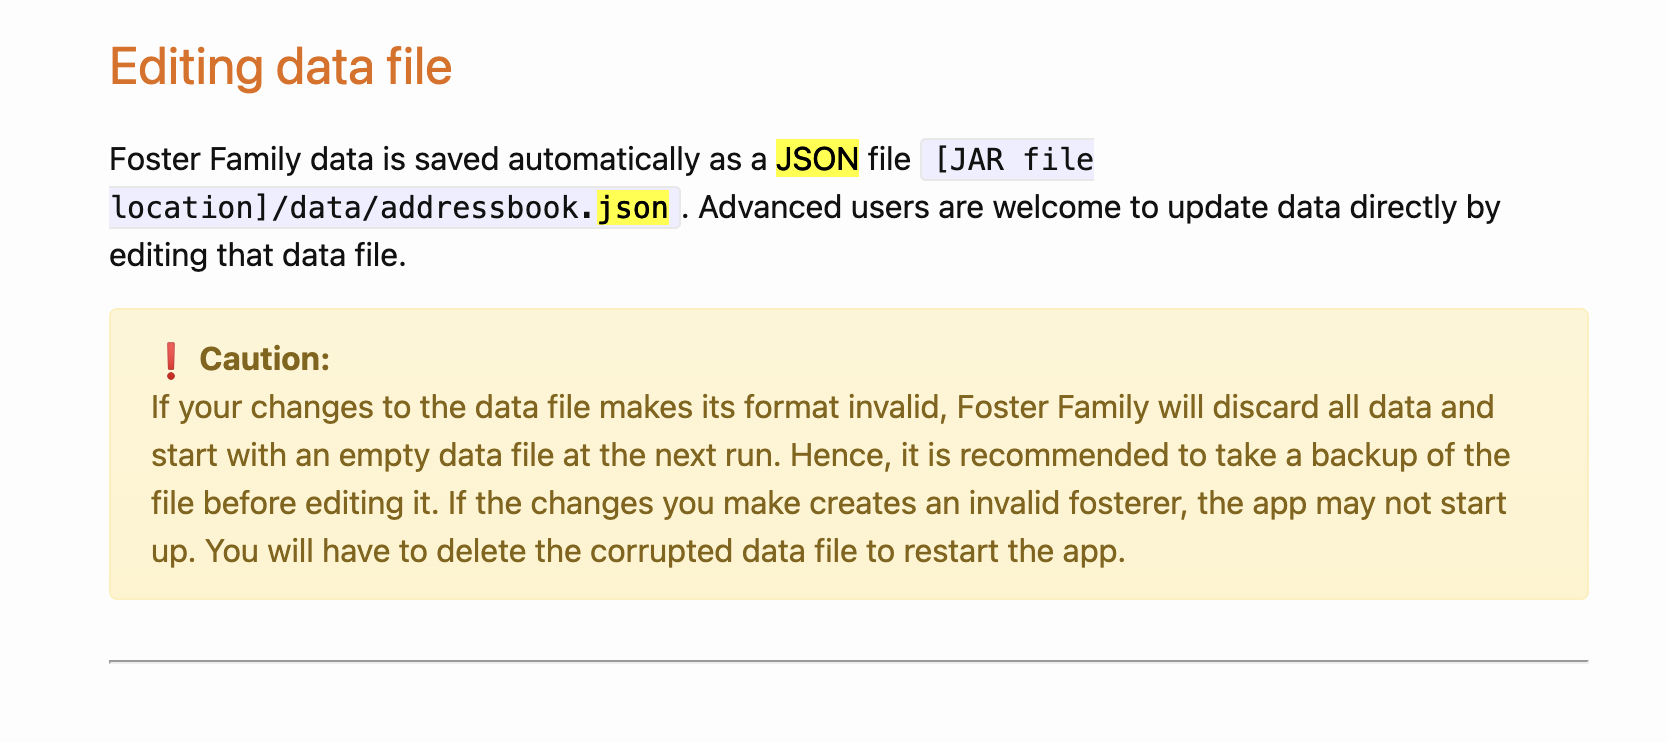 Editing data file
Foster Family data is saved automatically as a JSON file [JAR file
location]/data/addressbook.json. Advanced users are welcome to update data directly by
editing that data file.
❗ Caution:
If your changes to the data file makes its format invalid, Foster Family will discard all data and
start with an empty data file at the next run. Hence, it is recommended to take a backup of the
file before editing it. If the changes you make creates an invalid fosterer, the app may not start
up. You will have to delete the corrupted data file to restart the app.